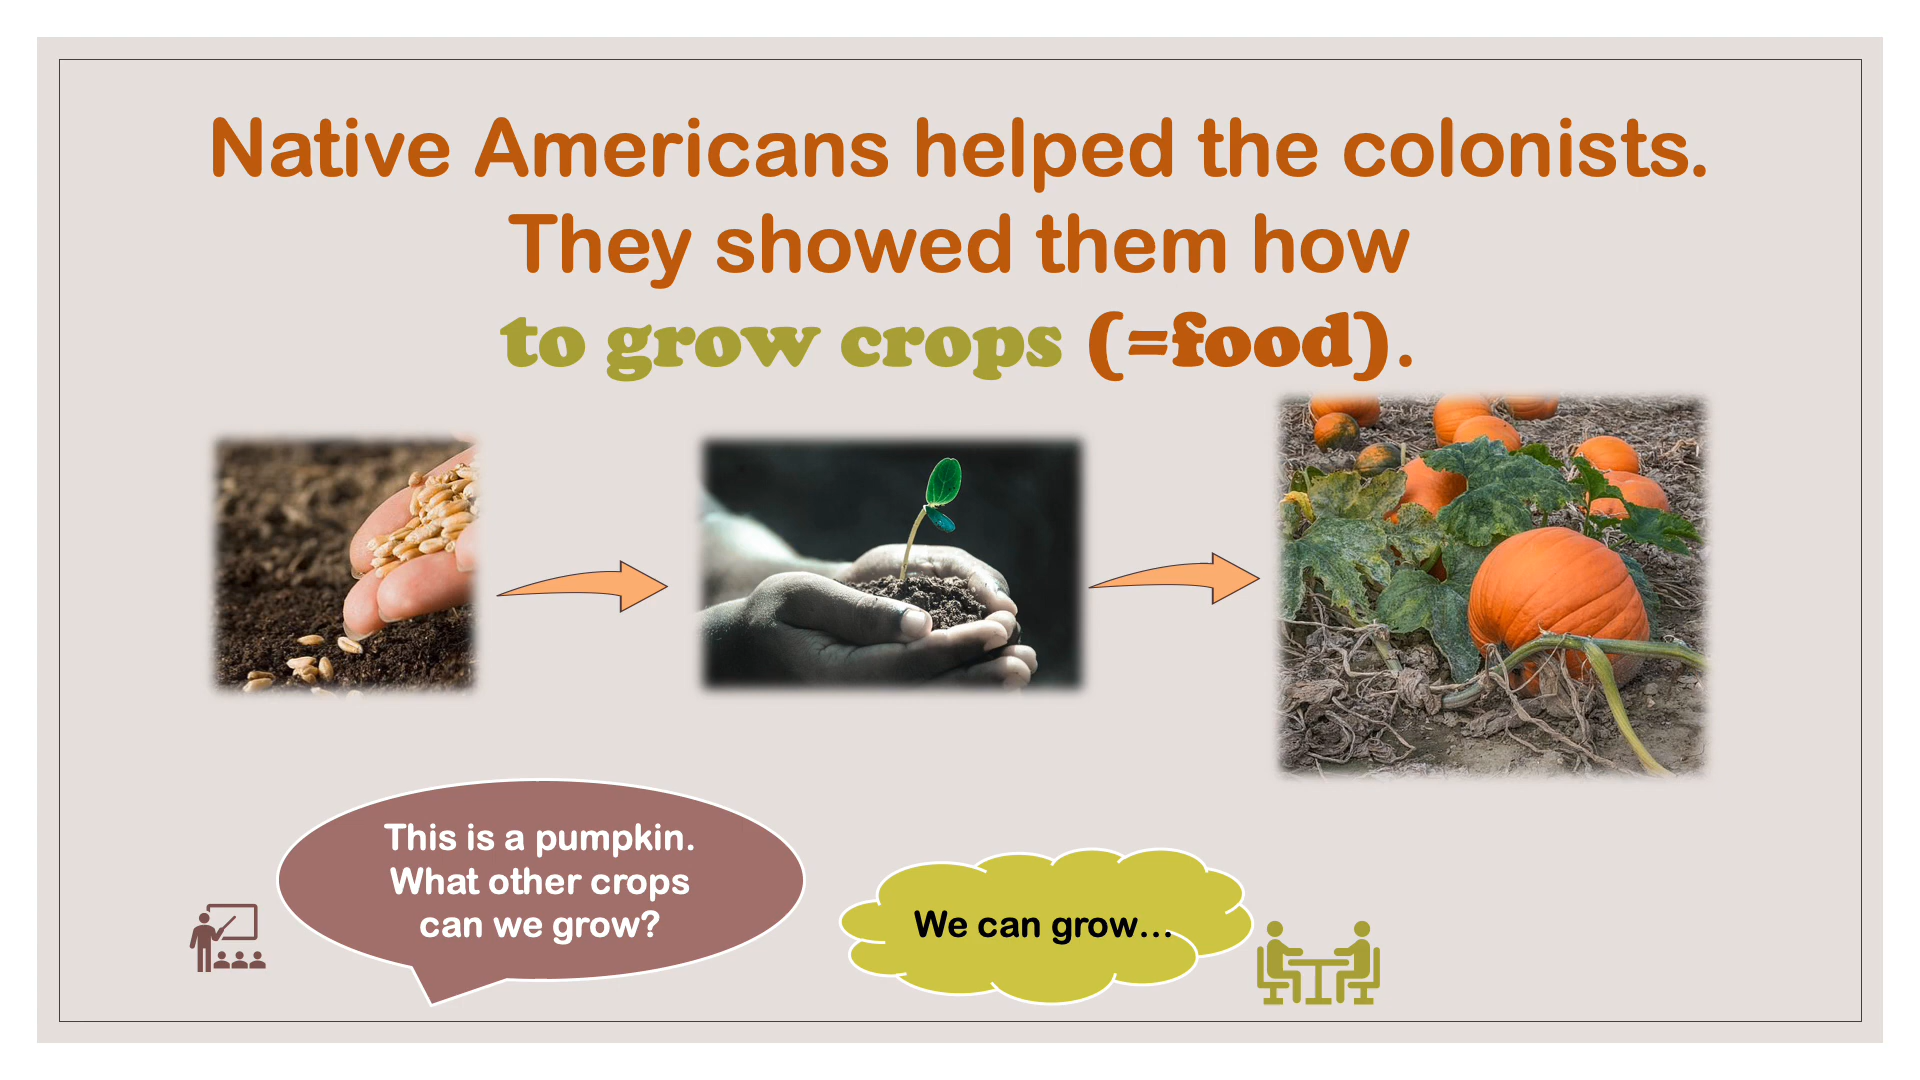 Native Americans helped the colonists.
They showed them how
to grow crops (=food).
This is a pumpkin.
What other crops
can we grow?
We can grow...